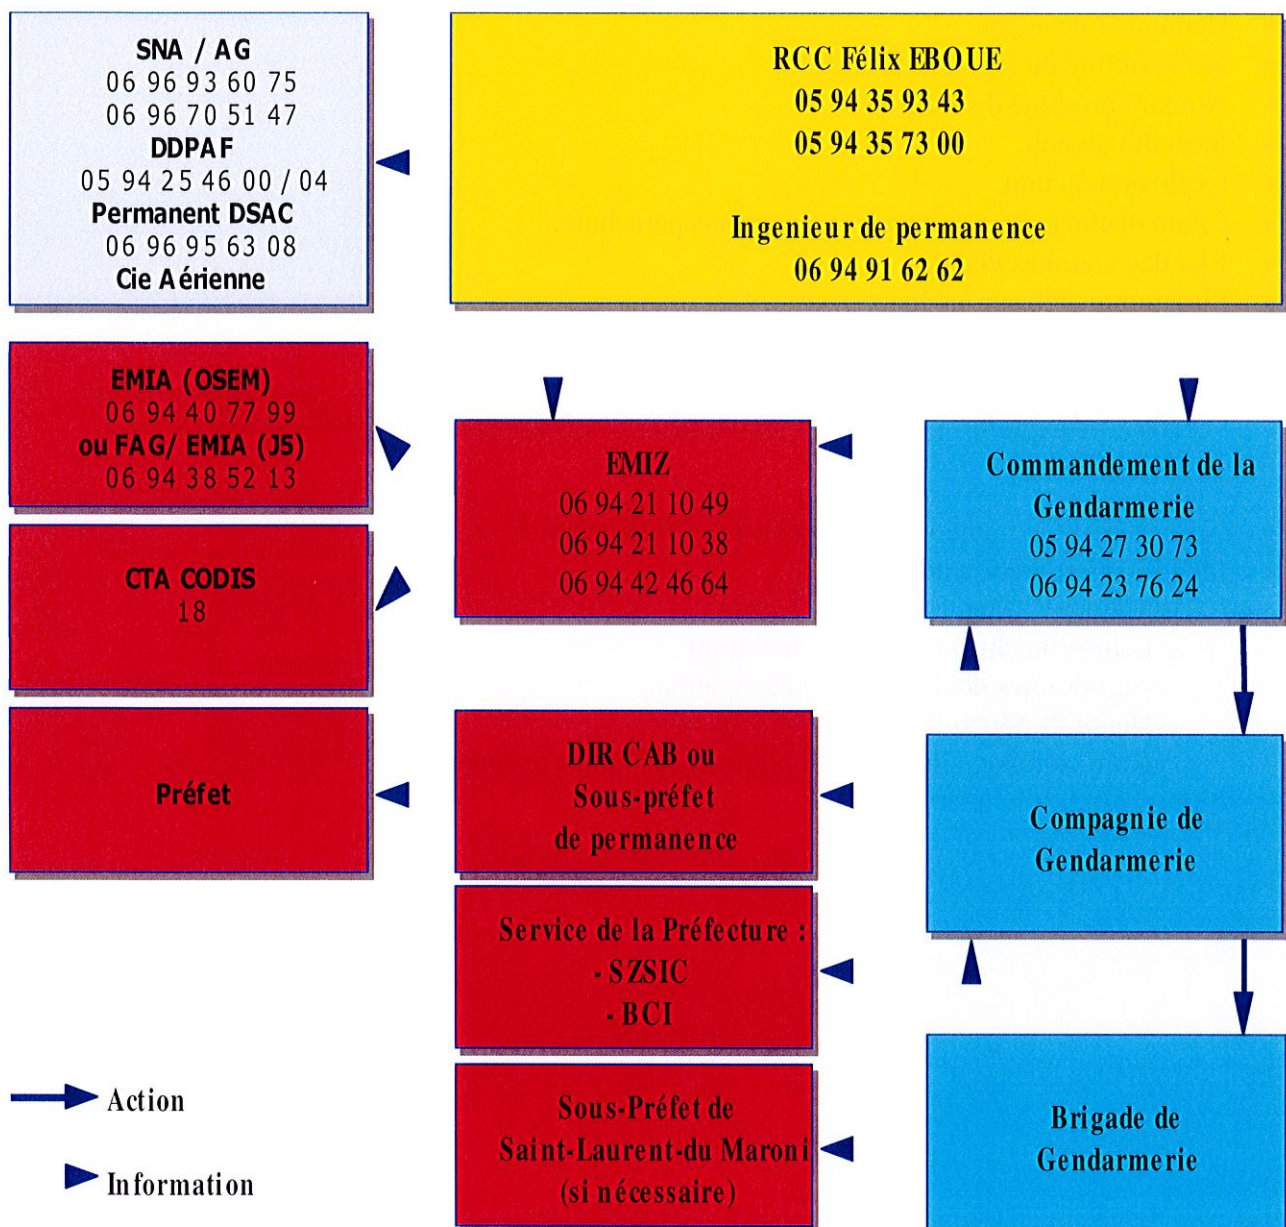 SNA / AG
06 96 93 60 75
06 96 70 51 47
DDPAF
05 94 25 46 00 / 04
Permanent DSAC
06 96 95 63 08
Cie Aérienne
RCC Félix EBOUE
05 94 35 93 43
05 94 35 73 00
Ingenieur de permanence
06 94 91 62 62
EMIA (OSEM)
06 94 40 77 99
ou FAG/ EMIA (J5)
06 94 38 52 13
EMIZ
06 94 21 10 49
06 94 21 10 38
06 94 42 46 64
Commandement de la
Gendarmerie
05 94 27 30 73
06 94 23 76 24
CTA CODIS
18
Préfet
DIR CAB ou
Sous-préfet
de permanence
Compagnie de
Gendarmerie
Service de la Préfecture :
- SZSIC
- BCI
Sous-Préfet de
Saint-Laurent-du Maroni
(si nécessaire)
Brigade de
Gendarmerie
Action
Information